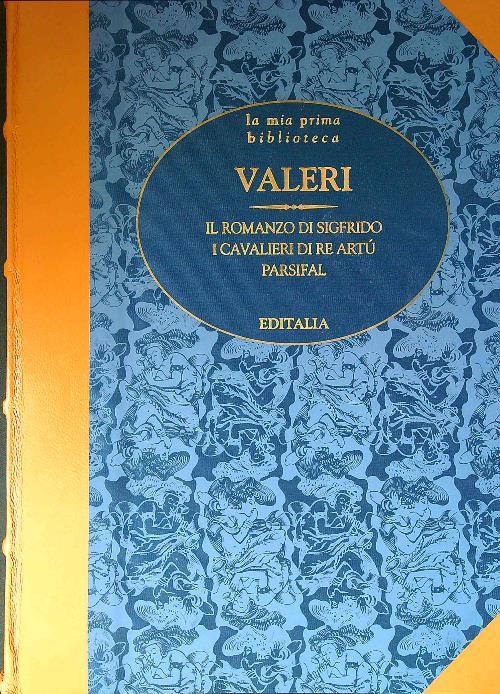 la mia prima
biblioteca
VALERI
IL ROMANZO DI SIGFRIDO
I CAVALIERI DI RE ARTÚ
PARSIFAL
EDITALIA